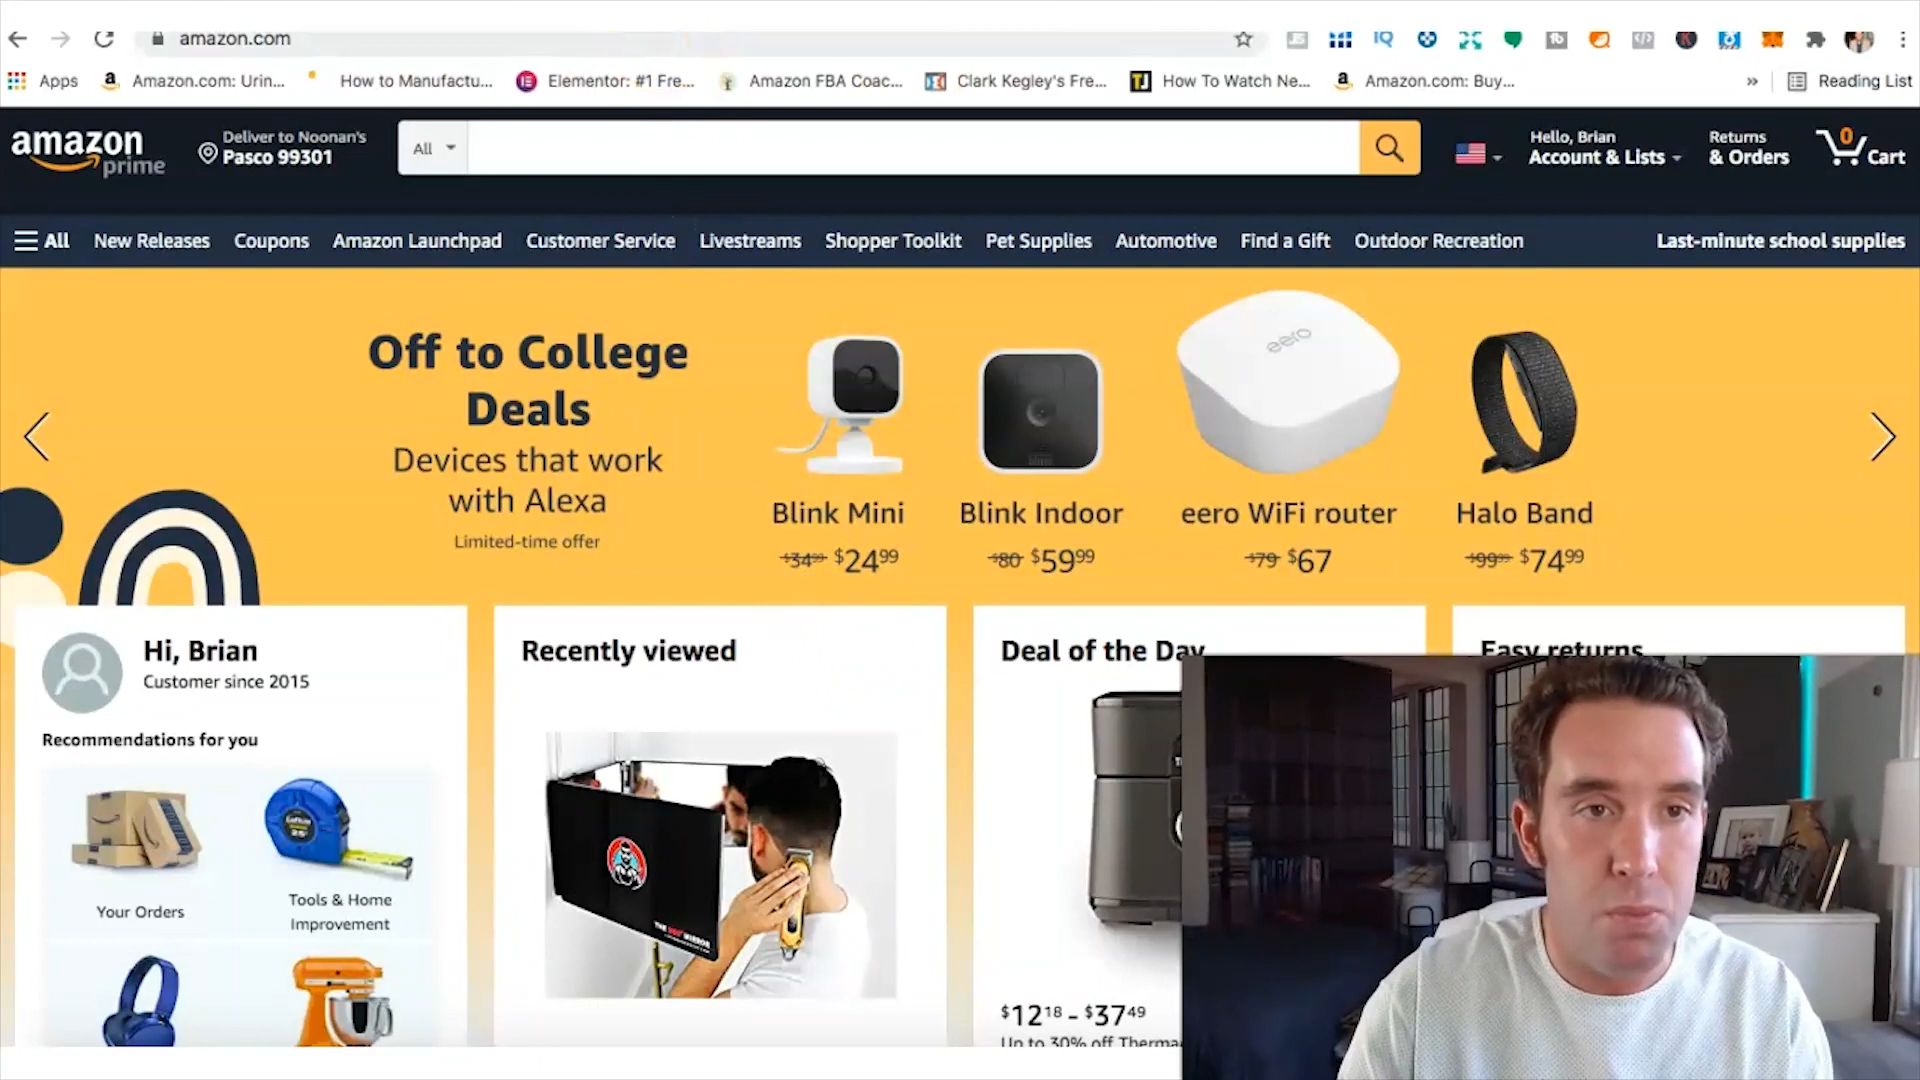 amazon.com
Apps
Amazon.com: Urin...
How to Manufactu...
Elementor: #1 Fre...
Amazon FBA Coac...
Clark Kegley's Fre...
How To Watch Ne...
Amazon.com: Buy...
»
Reading List
amazon
prime
Deliver to Noonan's
Pasco 99301
All
Hello, Brian
Account & Lists
Returns
& Orders
0
Cart
All
New Releases
Coupons
Amazon Launchpad
Customer Service
Livestreams
Shopper Toolkit
Pet Supplies
Automotive
Find a Gift
Outdoor Recreation
Last-minute school supplies
Off to College
Deals
Devices that work
with Alexa
Limited-time offer
eero
Blink Mini
Blink Indoor
eero WiFi router
Halo Band
$34.99 $24.99
$80 $59.99
$79 $67
$99.99 $74.99
Hi, Brian
Customer since 2015
Recommendations for you
Your Orders
Tools & Home
Improvement
Recently viewed
Deal of the Day
$12.18 - $37.49
Up to 30% off Therma
Easy returns